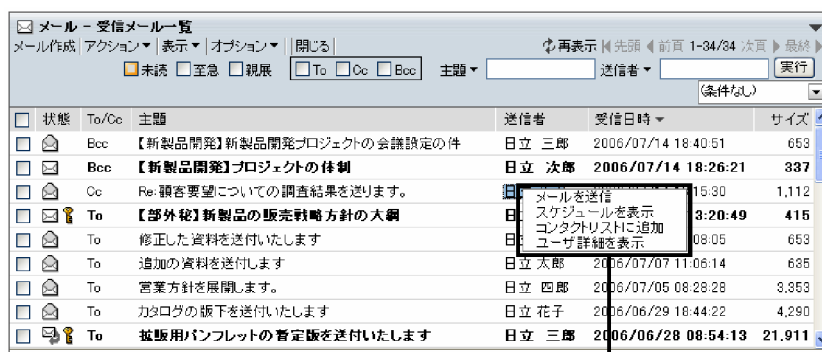 メール - 受信メール一覧
メール作成 アクション▼ 表示▼ オプション▼ 閉じる 再表示 先頭 前頁 1-34/34 次頁 最終
未読 至急 親展 To Cc Bcc 主題▼ 送信者▼ 実行
(条件なし)
状態 To/Cc 主題 送信者 受信日時▼ サイズ
Bcc 【新製品開発】新製品開発プロジェクトの会議設定の件 日立 三郎 2006/07/14 18:40:51 653
Bcc 【新製品開発】プロジェクトの体制 日立 次郎 2006/07/14 18:26:21 337
Cc Re:顧客要望についての調査結果を送ります。 15:30 1,112
To 【部外秘】新製品の販売戦略方針の大綱 日 3:20:49 415
To 修正した資料を送付いたします 日 08:05 653
メールを送信
スケジュールを表示
コンタクトリストに追加
ユーザ詳細を表示
To 追加の資料を送付します 日立 太郎 2006/07/07 11:06:14 635
To 営業方針を展開します。 日立 四郎 2006/07/05 08:28:28 3,353
To カタログの版下を送付いたします 日立 花子 2006/06/29 18:44:22 4,290
To 拡販用パンフレットの暫定版を送付いたします 日立 三郎 2006/06/28 08:54:13 21,911